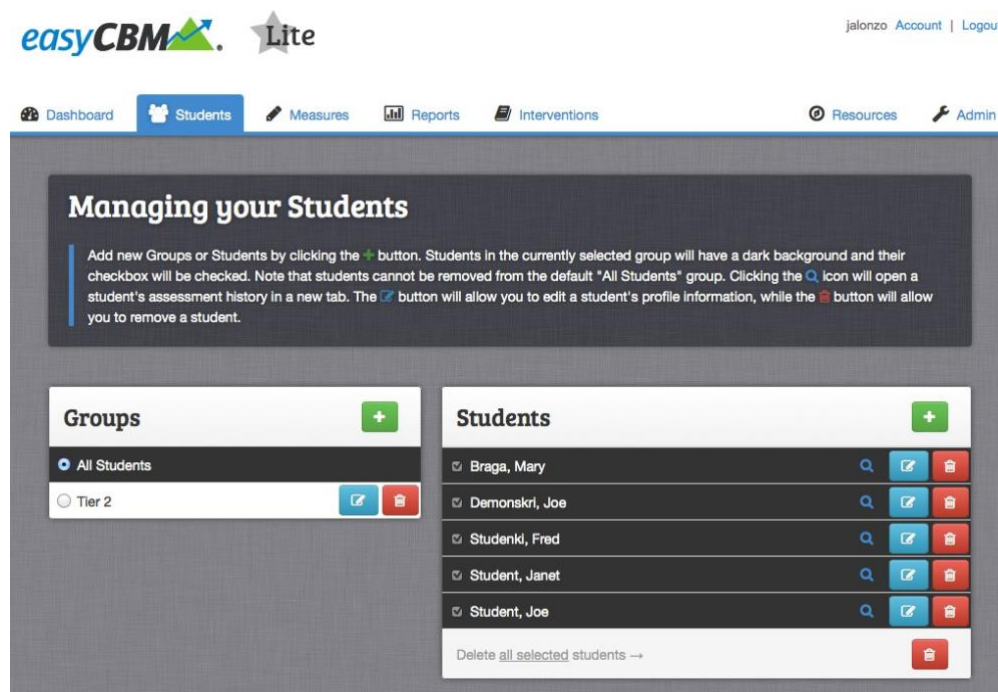 easyCBM. Lite
jalonzo Account | Logou
Dashboard Students Measures Reports Interventions Resources Admin
Managing your Students
Add new Groups or Students by clicking the + button. Students in the currently selected group will have a dark background and their
checkbox will be checked. Note that students cannot be removed from the default "All Students" group. Clicking the icon will open a
student's assessment history in a new tab. The button will allow you to edit a student's profile information, while the button will allow
you to remove a student.
Groups +
All Students
Tier 2
Students +
Braga, Mary
Demonskri, Joe
Studenki, Fred
Student, Janet
Student, Joe
Delete all selected students →